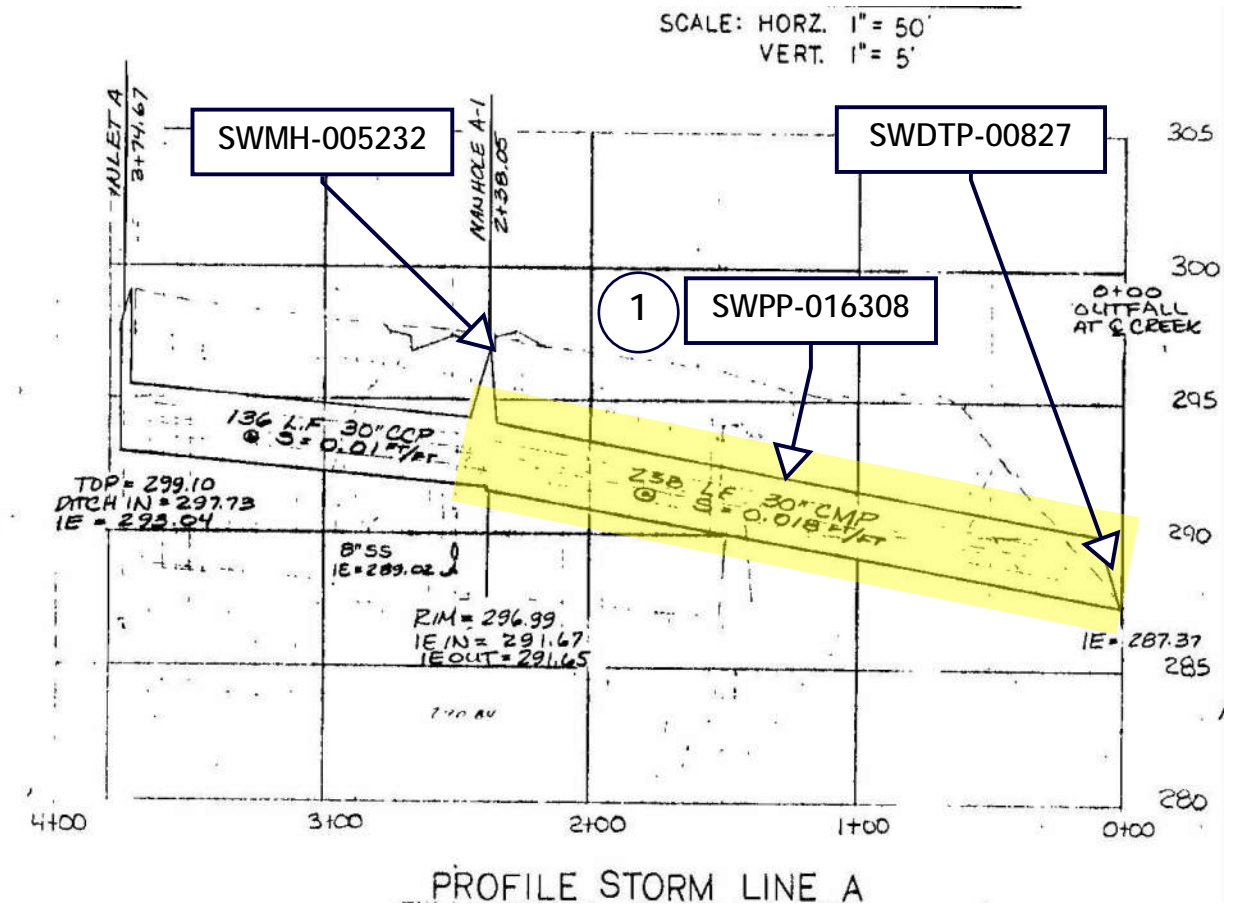 SCALE: HORZ. 1" = 50'
VERT. 1" = 5'
INLET A
3+74.67
SWMH-005232
MANHOLE A-1
2+38.05
SWDTP-00827
305
300
1
SWPP-016308
0+00
OUTFALL
AT ℄ CREEK
295
136 L.F. 30" CCP
@ S = 0.01 FT/FT
238 L.F. 30" CMP
@ S = 0.018 FT/FT
TOP = 299.10
DITCH IN = 297.73
IE = 293.04
290
8" SS
IE = 289.02
RIM = 296.99
IE IN = 291.67
IE OUT = 291.65
IE = 287.37
285
280
4+00
3+00
2+00
1+00
0+00
PROFILE STORM LINE A